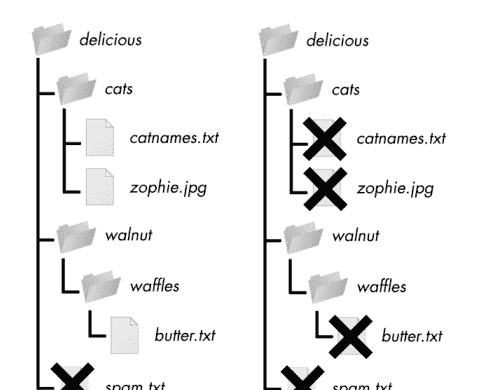 delicious
cats
catnames.txt
zophie.jpg
walnut
waffles
butter.txt
spam.txt
delicious
cats
catnames.txt
zophie.jpg
walnut
waffles
butter.txt
spam.txt